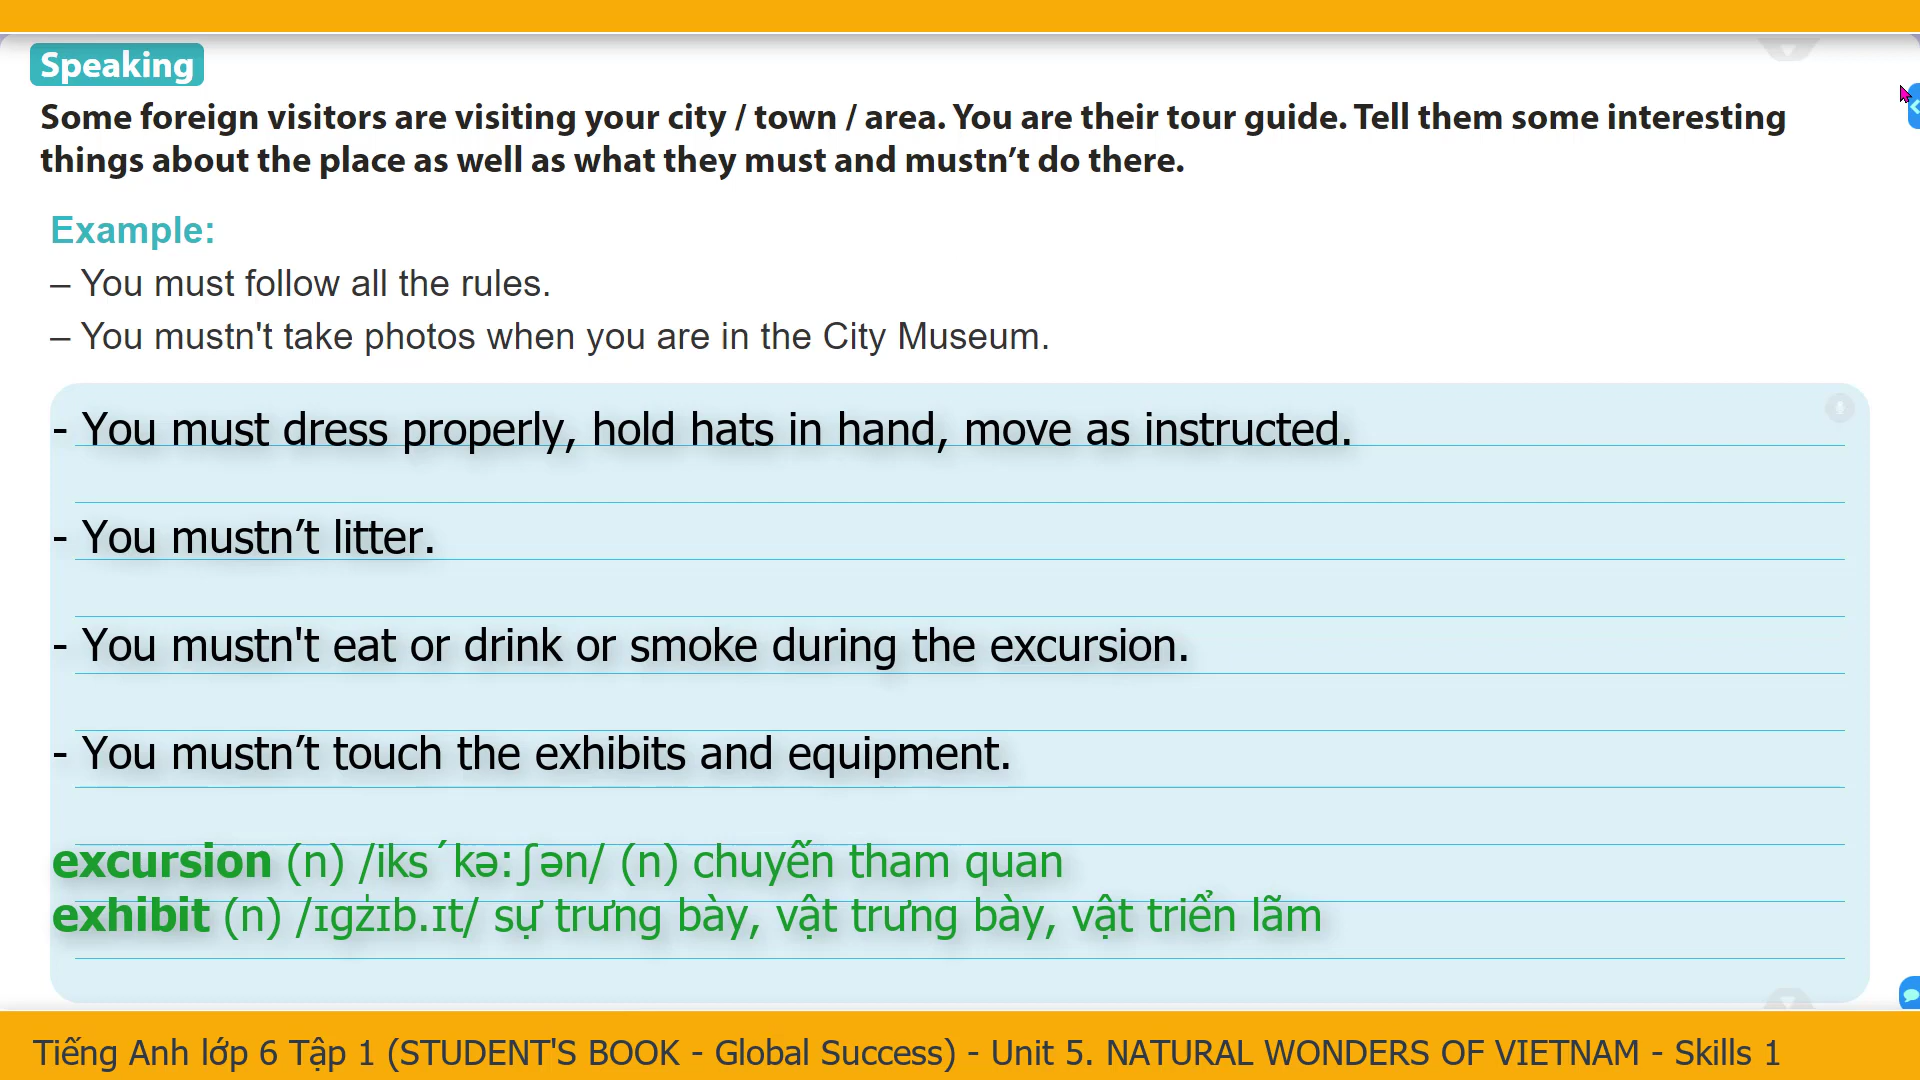 Speaking
Some foreign visitors are visiting your city / town / area. You are their tour guide. Tell them some interesting
things about the place as well as what they must and mustn’t do there.
Example:
– You must follow all the rules.
– You mustn't take photos when you are in the City Museum.
- You must dress properly, hold hats in hand, move as instructed.
- You mustn’t litter.
- You mustn't eat or drink or smoke during the excursion.
- You mustn’t touch the exhibits and equipment.
excursion (n) /iks´kə:ʃən/ (n) chuyến tham quan
exhibit (n) /ɪgˈzɪb.ɪt/ sự trưng bày, vật trưng bày, vật triển lãm
Tiếng Anh lớp 6 Tập 1 (STUDENT'S BOOK - Global Success) - Unit 5. NATURAL WONDERS OF VIETNAM - Skills 1